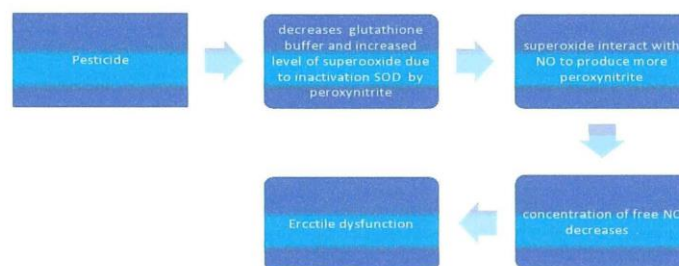 Pesticide
decreases glutathione
buffer and increased
level of superooxide due
to inactivation SOD by
peroxynitrite
superoxide interact with
NO to produce more
peroxynitrite
concentration of free NO
decreases .
Ercctile dysfunction